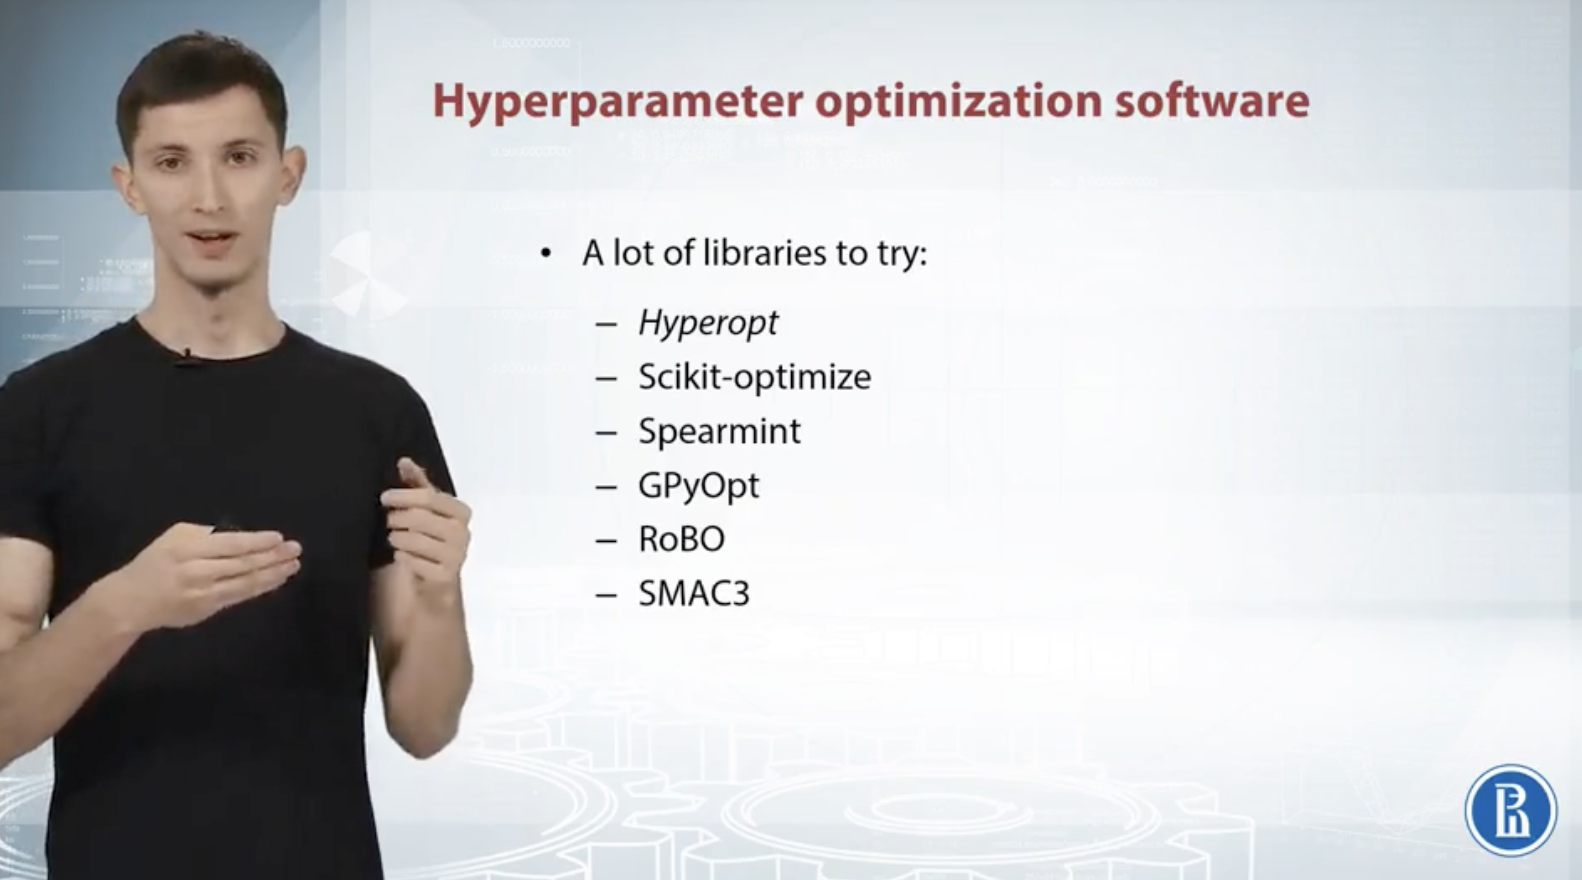 Hyperparameter optimization software
• A lot of libraries to try:
– Hyperopt
– Scikit-optimize
– Spearmint
– GPyOpt
– RoBO
– SMAC3